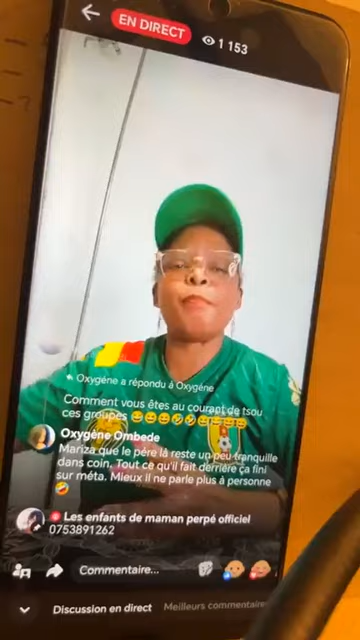 EN DIRECT
1 153
Oxygène a répondu à Oxygène
Comment vous êtes au courant de tsou
ces groupes 😂😂😂🤣🤣😂😂😂😂
Oxygène Ombede
Mariza que le pére là reste un peu tranquille
dans coin. Tout ce qu'il fait derrière ça fini
sur méta. Mieux il ne parle plus à personne
🤣
Les enfants de maman perpé officiel
0753891262
Commentaire...
Discussion en direct Meilleurs commentaire